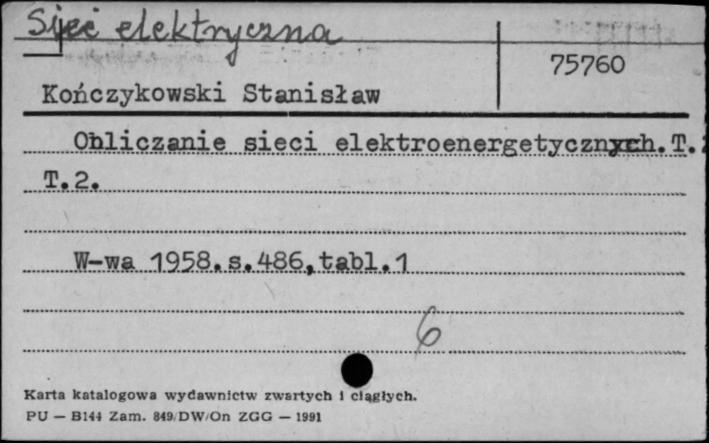 Sieć elektryczna
75760
Kończykowski Stanisław
Obliczanie sieci elektroenergetycznych.T.2
T.2.
W-wa 1958.s.486,tabl.1
6
Karta katalogowa wydawnictw zwartych i ciągłych.
PU — B144 Zam. 849/DW/On ZGG — 1991